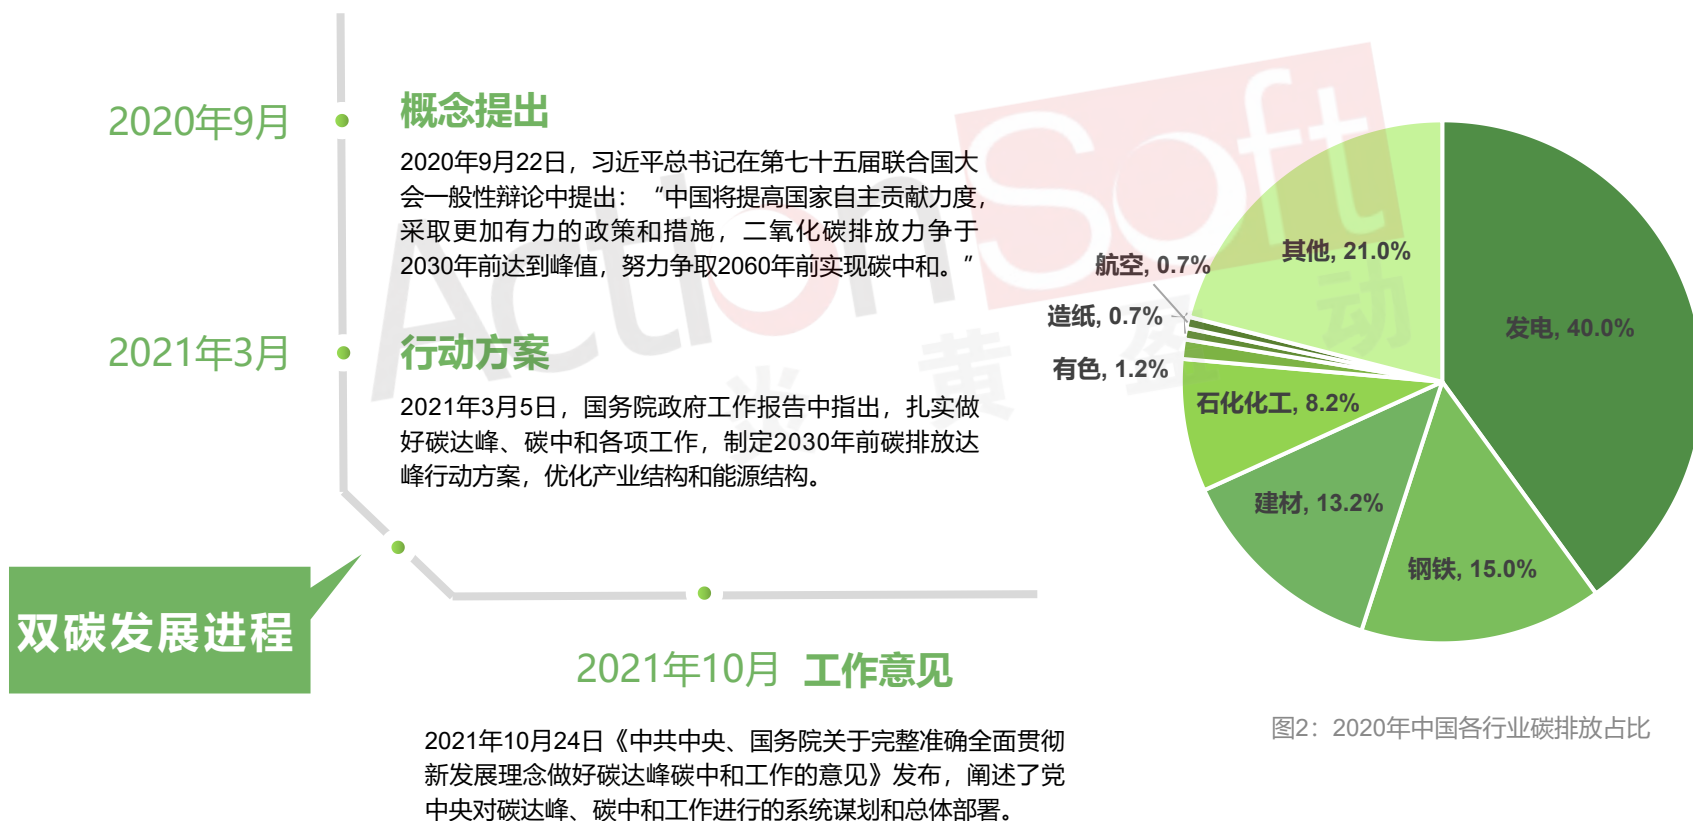 2020年9月
概念提出
2020年9月22日，习近平总书记在第七十五届联合国大
会一般性辩论中提出：“中国将提高国家自主贡献力度，
采取更加有力的政策和措施，二氧化碳排放力争于
2030年前达到峰值，努力争取2060年前实现碳中和。”
2021年3月
行动方案
2021年3月5日，国务院政府工作报告中指出，扎实做
好碳达峰、碳中和各项工作，制定2030年前碳排放达
峰行动方案，优化产业结构和能源结构。
双碳发展进程
2021年10月 工作意见
2021年10月24日《中共中央、国务院关于完整准确全面贯彻
新发展理念做好碳达峰碳中和工作的意见》发布，阐述了党
中央对碳达峰、碳中和工作进行的系统谋划和总体部署。
其他, 21.0%
航空, 0.7%
造纸, 0.7%
有色, 1.2%
石化化工, 8.2%
建材, 13.2%
钢铁, 15.0%
发电, 40.0%
图2：2020年中国各行业碳排放占比
ActionSoft
炎黄盈动